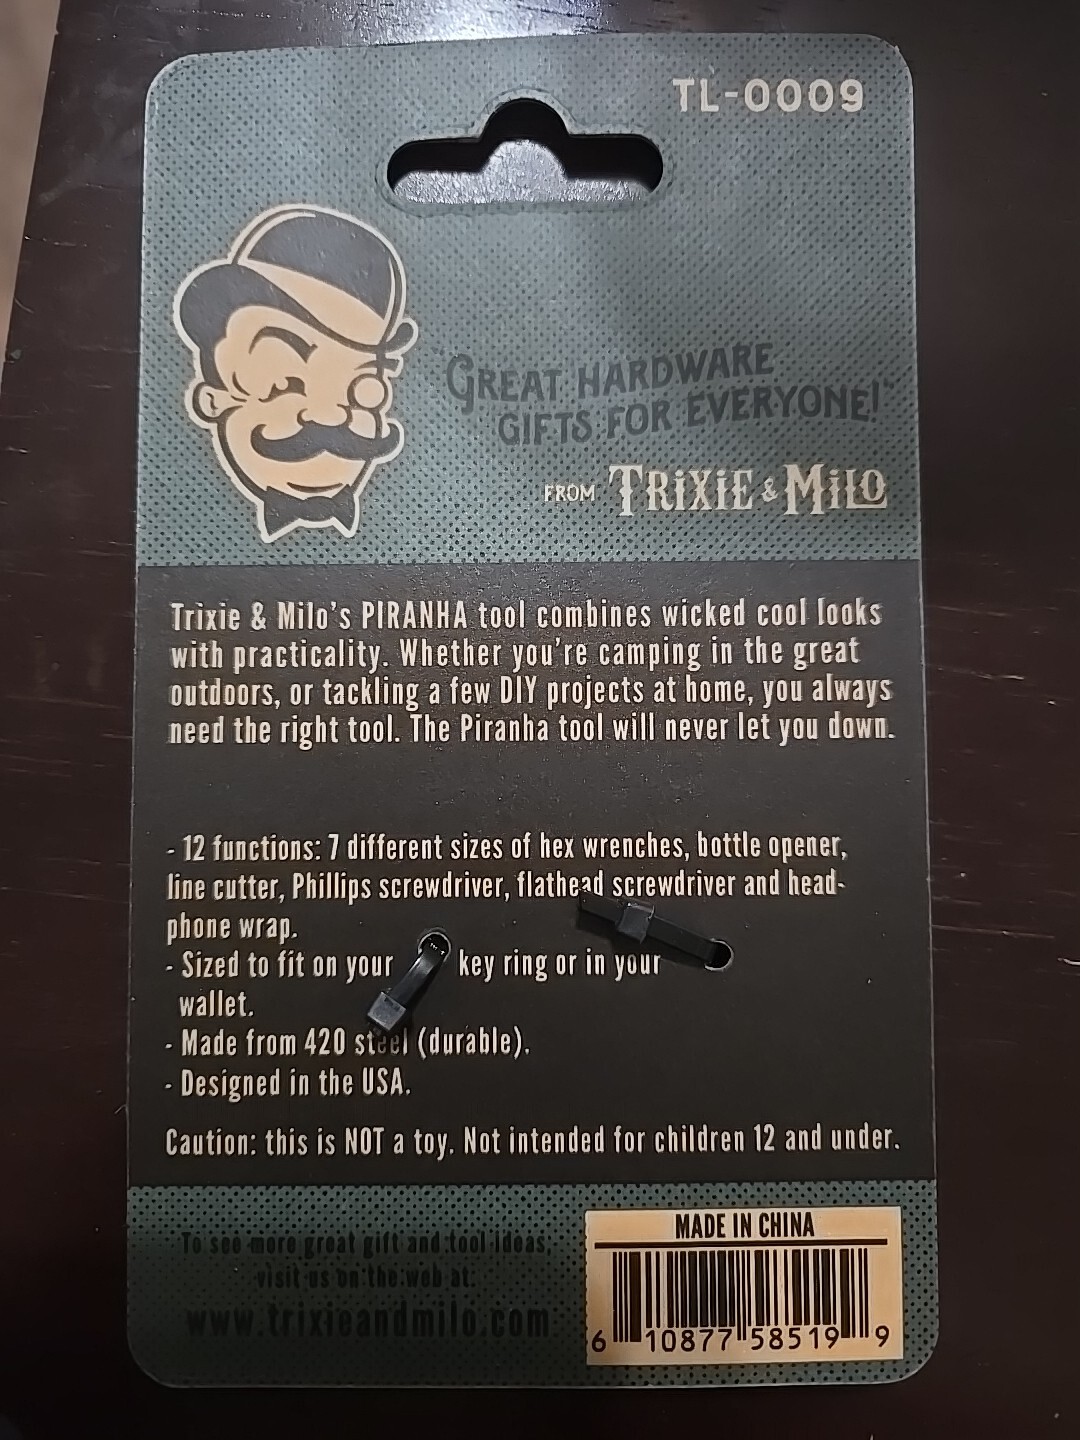 TL-0009
"GREAT HARDWARE
GIFTS FOR EVERYONE!"
FROM TRIXIE & MILO
Trixie & Milo's PIRANHA tool combines wicked cool looks
with practicality. Whether you're camping in the great
outdoors, or tackling a few DIY projects at home, you always
need the right tool. The Piranha tool will never let you down.
- 12 functions: 7 different sizes of hex wrenches, bottle opener,
line cutter, Phillips screwdriver, flathead screwdriver and head-
phone wrap.
- Sized to fit on your key ring or in your
wallet.
- Made from 420 steel (durable).
- Designed in the USA.
Caution: this is NOT a toy. Not intended for children 12 and under.
To see more great gift and tool ideas,
visit us on the web at:
www.trixieandmilo.com
MADE IN CHINA
6 10877 58519 9